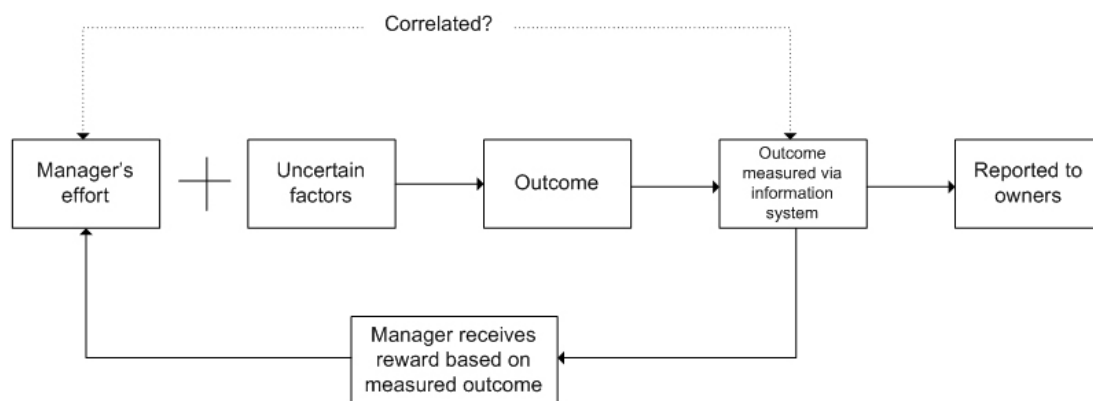 Correlated?
Manager's
effort
Uncertain
factors
Outcome
Outcome
measured via
information
system
Reported to
owners
Manager receives
reward based on
measured outcome